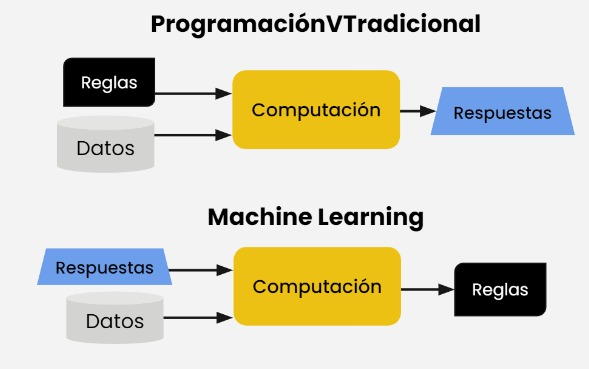 ProgramaciónVTradicional
Reglas
Datos
Computación
Respuestas
Machine Learning
Respuestas
Datos
Computación
Reglas